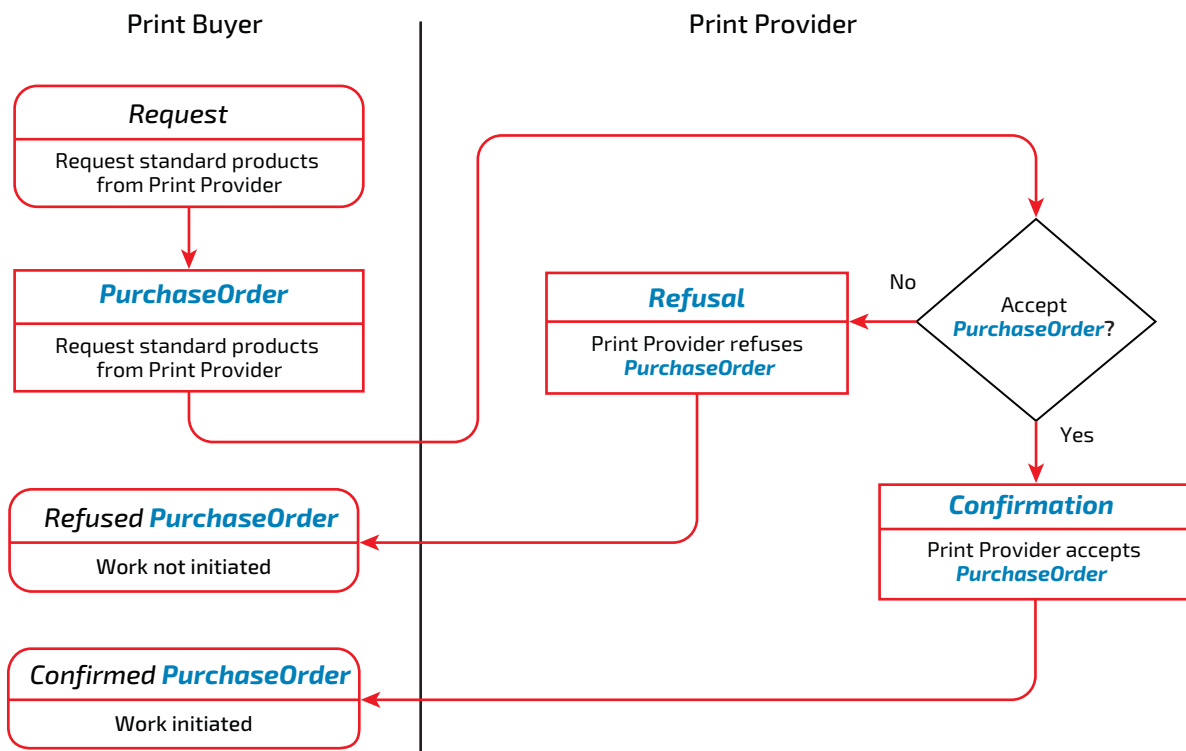 Print Buyer
Print Provider
Request
Request standard products
from Print Provider
PurchaseOrder
Request standard products
from Print Provider
Refusal
Print Provider refuses
PurchaseOrder
No
Accept
PurchaseOrder?
Yes
Refused PurchaseOrder
Work not initiated
Confirmation
Print Provider accepts
PurchaseOrder
Confirmed PurchaseOrder
Work initiated